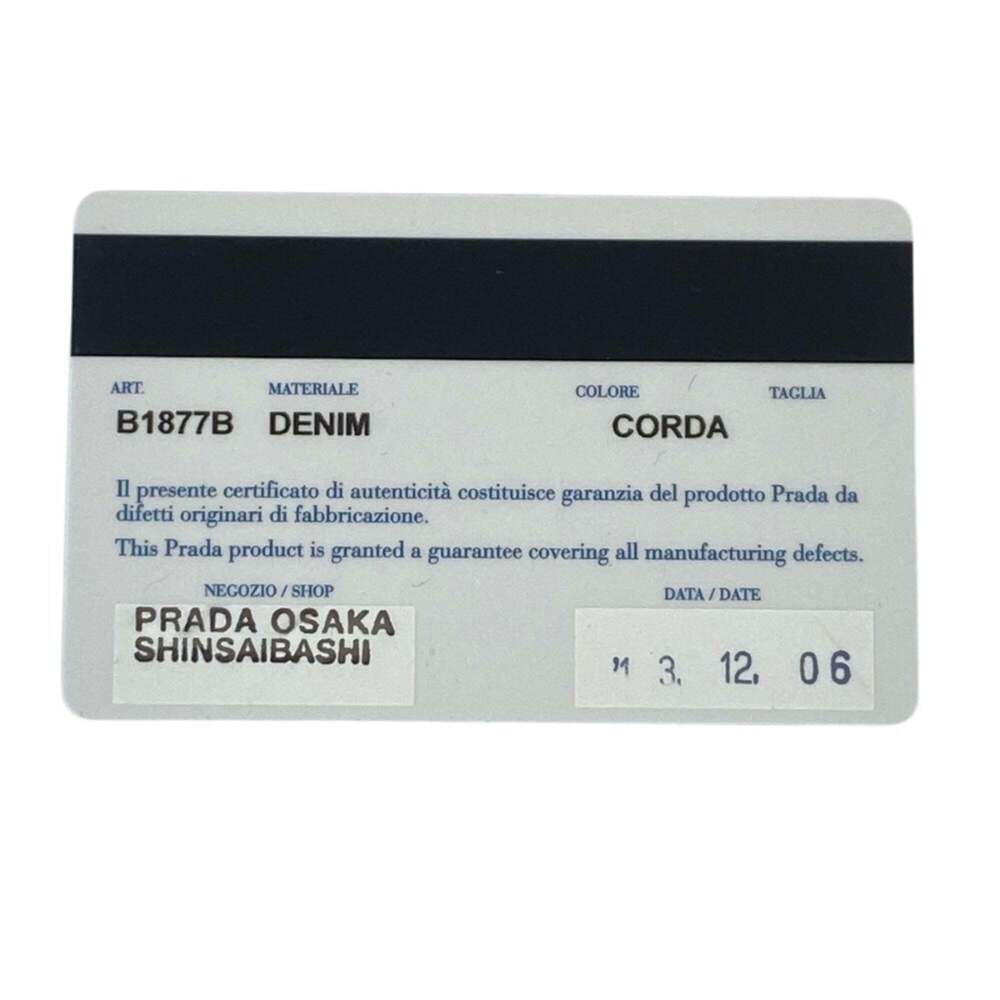 ART. MATERIALE COLORE TAGLIA
B1877B DENIM CORDA
Il presente certificato di autenticità costituisce garanzia del prodotto Prada da
difetti originari di fabbricazione.
This Prada product is granted a guarantee covering all manufacturing defects.
NEGOZIO / SHOP DATA / DATE
PRADA OSAKA
SHINSAIBASHI
'1 3. 12. 06